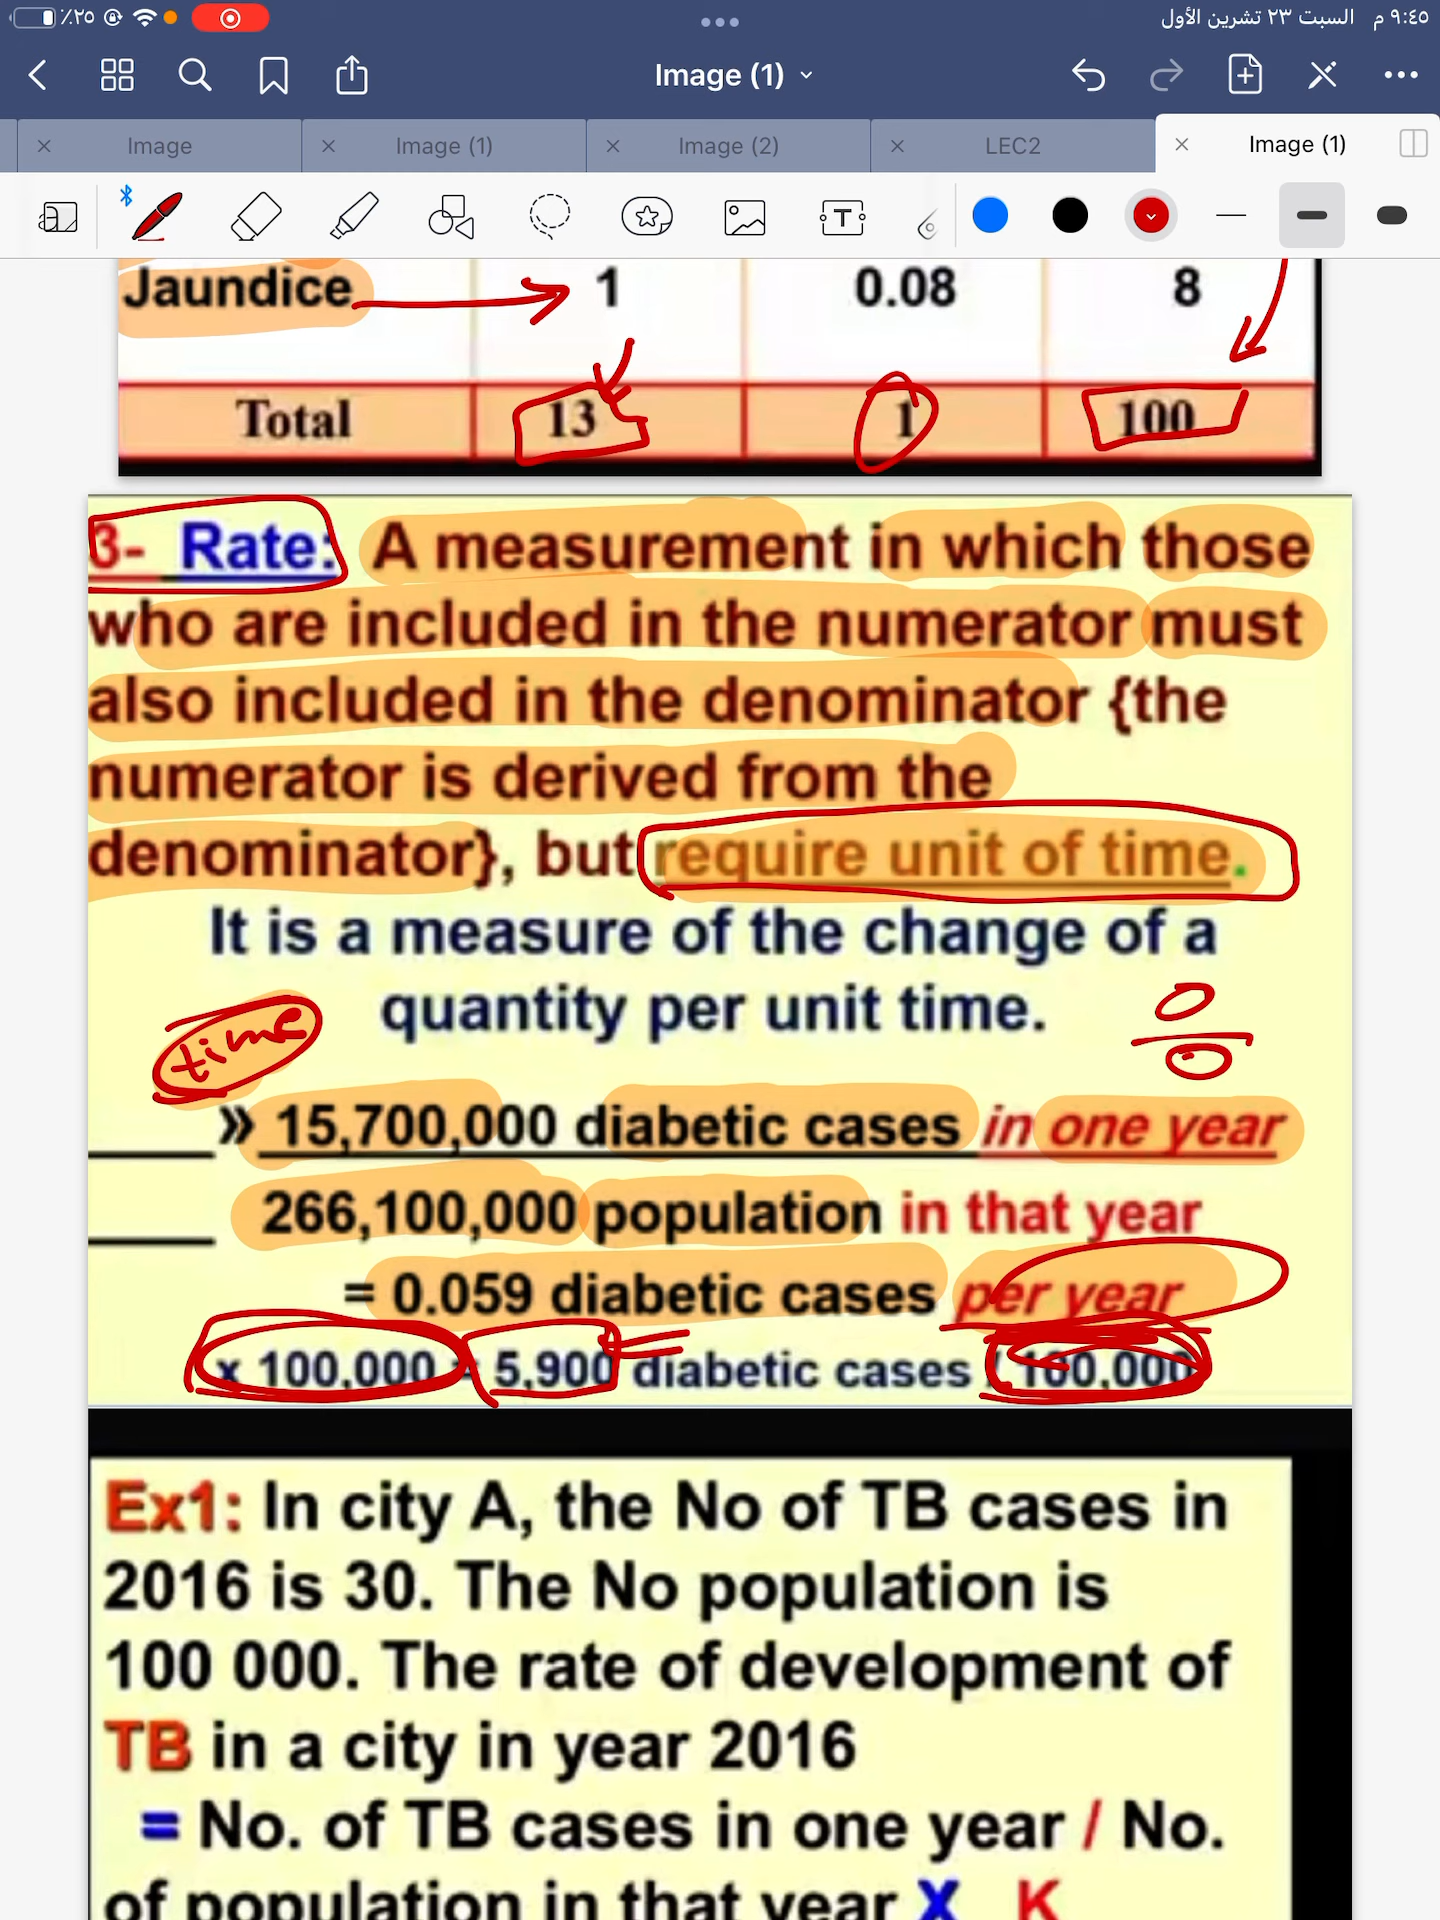 ٪٢٥
السبت ٢٣ تشرين الأول ٩:٤٥ م
Image (1)
Image
Image (1)
Image (2)
LEC2
Image (1)
a
T
Jaundice 1 0.08 8
Total 13 1 100
3- Rate: A measurement in which those
who are included in the numerator must
also included in the denominator {the
numerator is derived from the
denominator}, but require unit of time.
It is a measure of the change of a
quantity per unit time.
time
» 15,700,000 diabetic cases in one year
266,100,000 population in that year
= 0.059 diabetic cases per year
x 100,000 = 5,900 diabetic cases / 100,000
Ex1: In city A, the No of TB cases in
2016 is 30. The No population is
100 000. The rate of development of
TB in a city in year 2016
= No. of TB cases in one year / No.
of population in that year X K